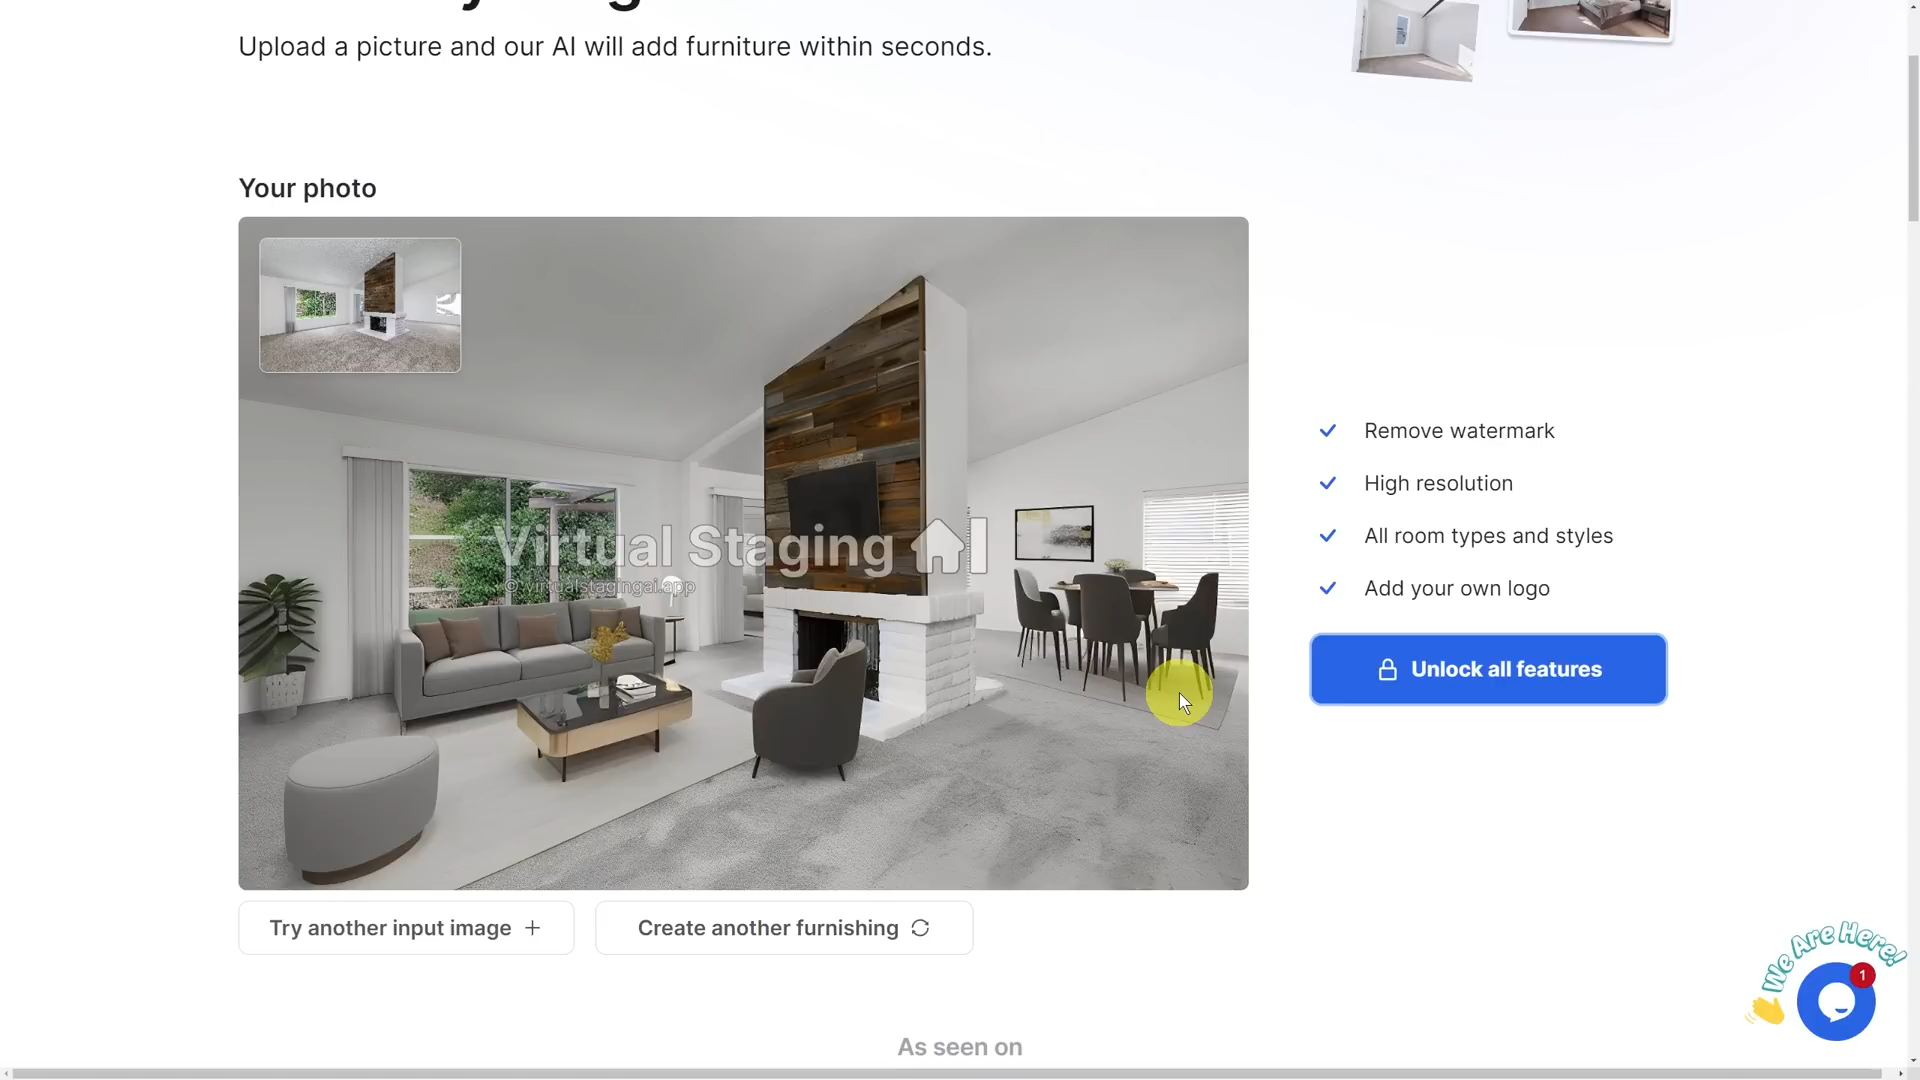 Upload a picture and our AI will add furniture within seconds.
Your photo
Virtual Staging AI
© virtualstagingai.app
Remove watermark
High resolution
All room types and styles
Add your own logo
Unlock all features
Try another input image
Create another furnishing
We Are Here!
1
As seen on